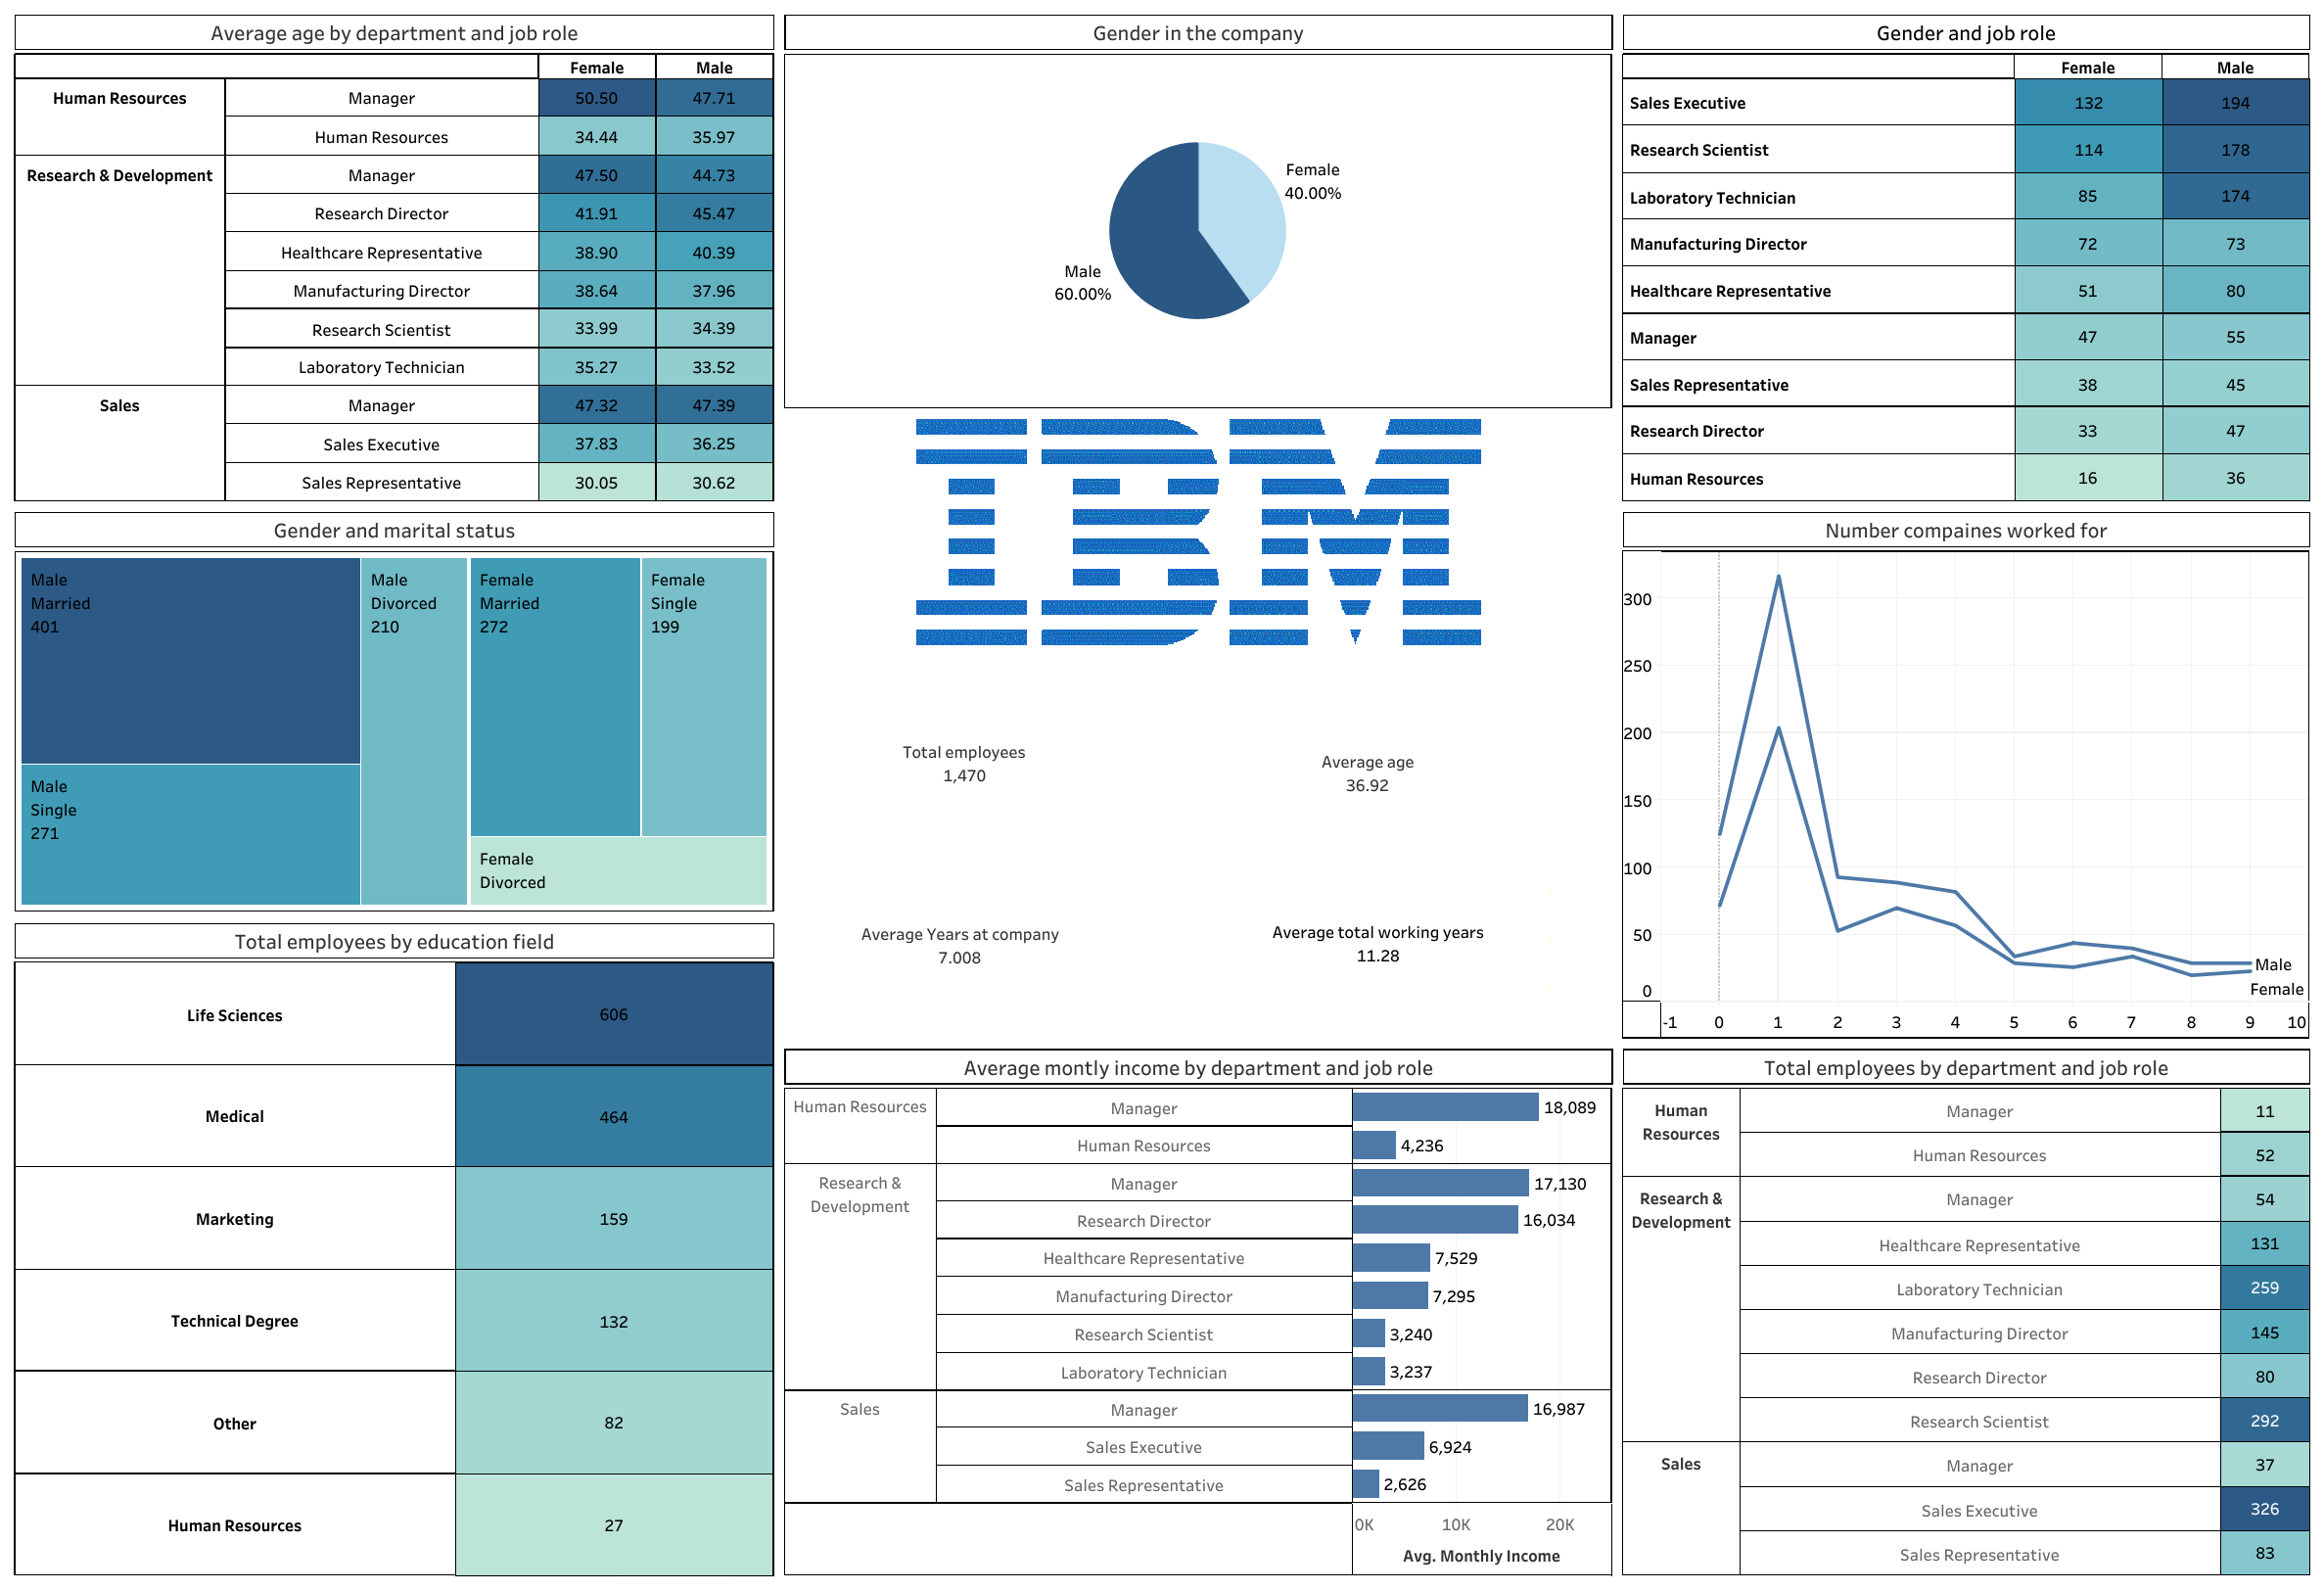 Average age by department and job role
Female Male
Human Resources Manager 50.50 47.71
Human Resources 34.44 35.97
Research & Development Manager 47.50 44.73
Research Director 41.91 45.47
Healthcare Representative 38.90 40.39
Manufacturing Director 38.64 37.96
Research Scientist 33.99 34.39
Laboratory Technician 35.27 33.52
Sales Manager 47.32 47.39
Sales Executive 37.83 36.25
Sales Representative 30.05 30.62
Gender in the company
Female
40.00%
Male
60.00%
Gender and job role
Female Male
Sales Executive 132 194
Research Scientist 114 178
Laboratory Technician 85 174
Manufacturing Director 72 73
Healthcare Representative 51 80
Manager 47 55
Sales Representative 38 45
Research Director 33 47
Human Resources 16 36
Gender and marital status
Male
Married
401
Male
Divorced
210
Female
Married
272
Female
Single
199
Male
Single
271
Female
Divorced
IBM
Total employees
1,470
Average age
36.92
Average Years at company
7.008
Average total working years
11.28
Number compaines worked for
300
250
200
150
100
50
0
Male
Female
-1 0 1 2 3 4 5 6 7 8 9 10
Total employees by education field
Life Sciences 606
Medical 464
Marketing 159
Technical Degree 132
Other 82
Human Resources 27
Average montly income by department and job role
Human Resources Manager 18,089
Human Resources 4,236
Research &
Development
Manager 17,130
Research Director 16,034
Healthcare Representative 7,529
Manufacturing Director 7,295
Research Scientist 3,240
Laboratory Technician 3,237
Sales Manager 16,987
Sales Executive 6,924
Sales Representative 2,626
0K 10K 20K
Avg. Monthly Income
Total employees by department and job role
Human
Resources
Manager 11
Human Resources 52
Research &
Development
Manager 54
Healthcare Representative 131
Laboratory Technician 259
Manufacturing Director 145
Research Director 80
Research Scientist 292
Sales Manager 37
Sales Executive 326
Sales Representative 83